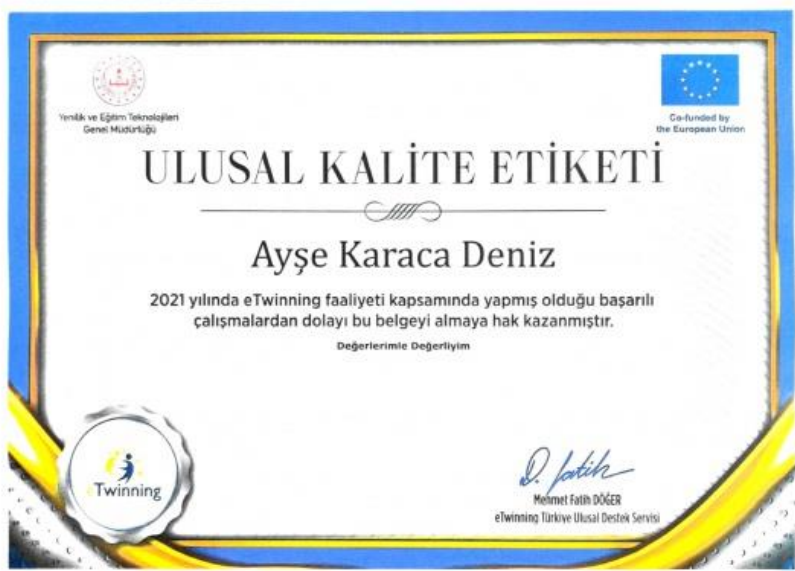 Yenilik ve Eğitim Teknolojileri
Genel Müdürlüğü
Co-funded by
the European Union
ULUSAL KALİTE ETİKETİ
Ayşe Karaca Deniz
2021 yılında eTwinning faaliyeti kapsamında yapmış olduğu başarılı
çalışmalardan dolayı bu belgeyi almaya hak kazanmıştır.
Değerlerimle Değerliyim
eTwinning
D. fatih
Mehmet Fatih DÖĞER
eTwinning Türkiye Ulusal Destek Servisi